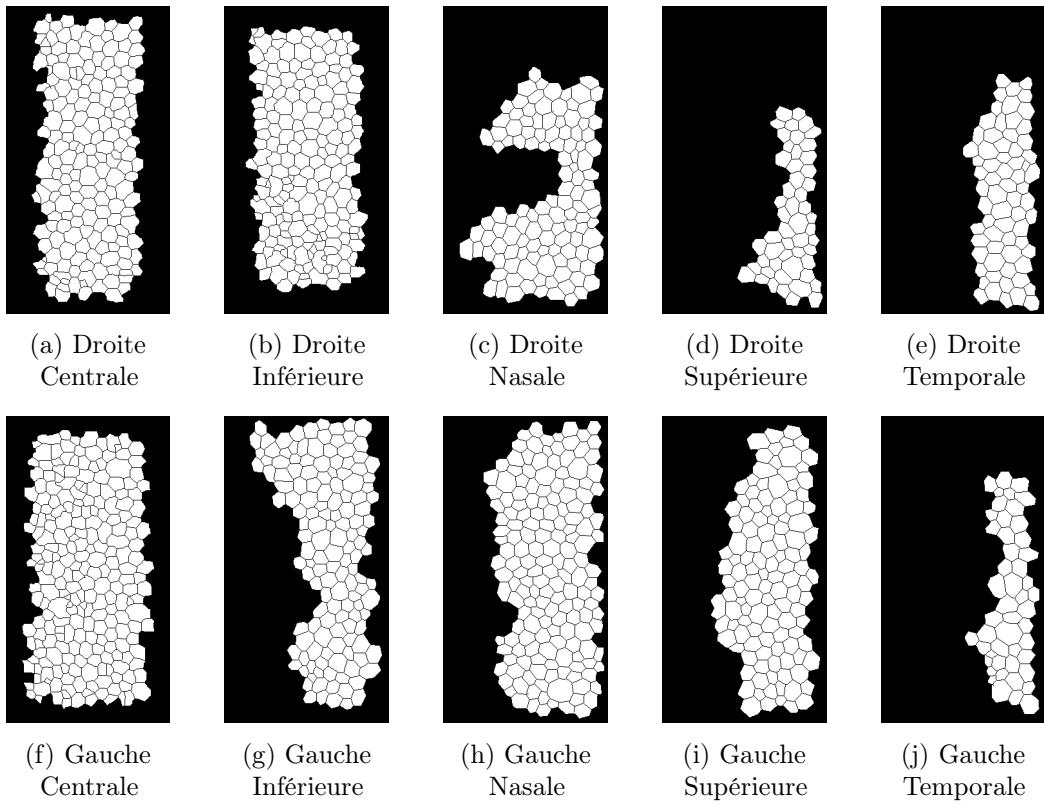 (a) Droite
Centrale
(b) Droite
Inférieure
(c) Droite
Nasale
(d) Droite
Supérieure
(e) Droite
Temporale
(f) Gauche
Centrale
(g) Gauche
Inférieure
(h) Gauche
Nasale
(i) Gauche
Supérieure
(j) Gauche
Temporale